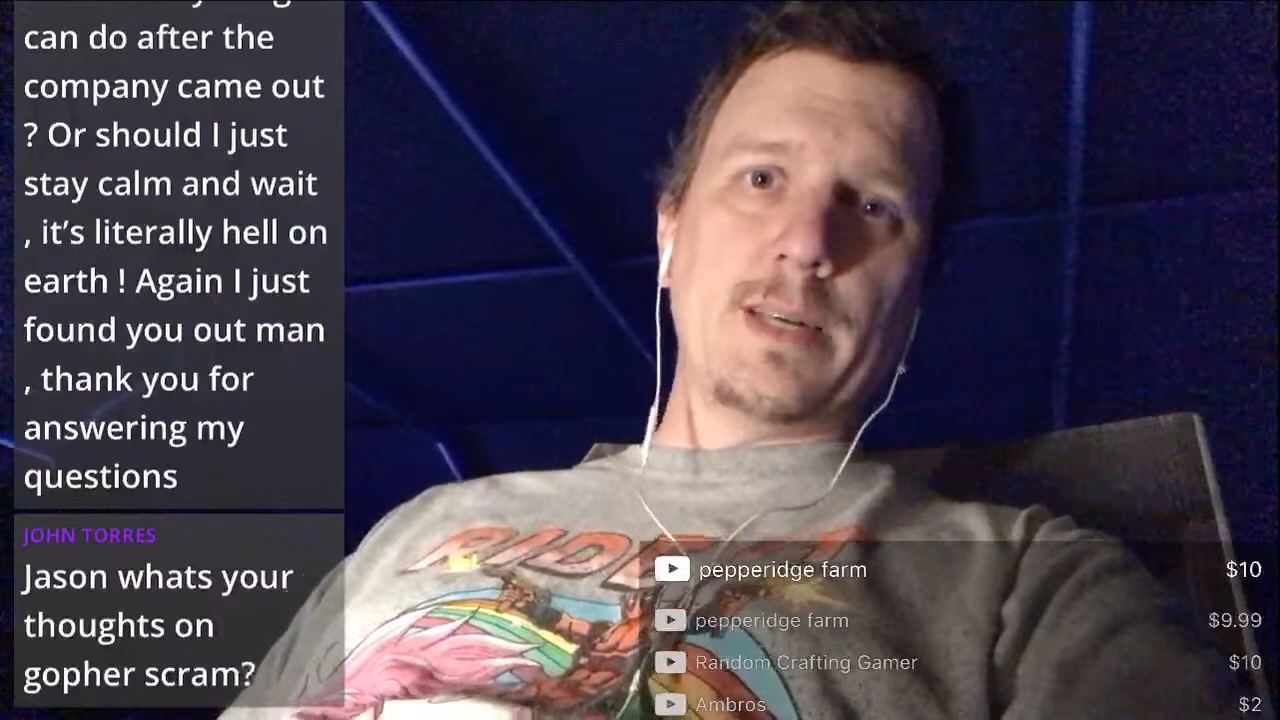 can do after the
company came out
? Or should I just
stay calm and wait
, it’s literally hell on
earth ! Again I just
found you out man
, thank you for
answering my
questions
JOHN TORRES
Jason whats your
thoughts on
gopher scram?
pepperidge farm $10
pepperidge farm $9.99
Random Crafting Gamer $10
Ambros $2